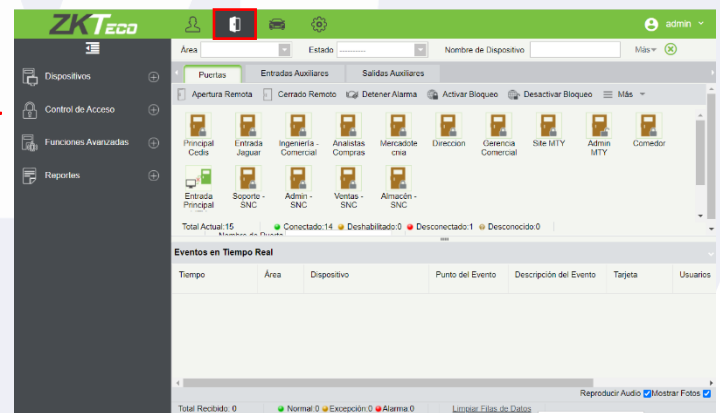 ZKTeco
admin
Área
Estado
----------
Nombre de Dispositivo
Más
Dispositivos
Control de Acceso
Funciones Avanzadas
Reportes
Puertas
Entradas Auxiliares
Salidas Auxiliares
Apertura Remota
Cerrado Remoto
Detener Alarma
Activar Bloqueo
Desactivar Bloqueo
Más
Principal Cedis
Entrada Jaguar
Ingeniería - Comercial
Analistas Compras
Mercadote cnia
Direccion
Gerencia Comercial
Site MTY
Admin MTY
Comedor
Entrada Principal
Soporte - SNC
Admin - SNC
Ventas - SNC
Almacén - SNC
Total Actual:15
Conectado:14
Deshabilitado:0
Desconectado:1
Desconocido:0
Eventos en Tiempo Real
Tiempo
Área
Dispositivo
Punto del Evento
Descripción del Evento
Tarjeta
Usuarios
Reproducir Audio
Mostrar Fotos
Total Recibido: 0
Normal:0
Excepción:0
Alarma:0
Limpiar Filas de Datos